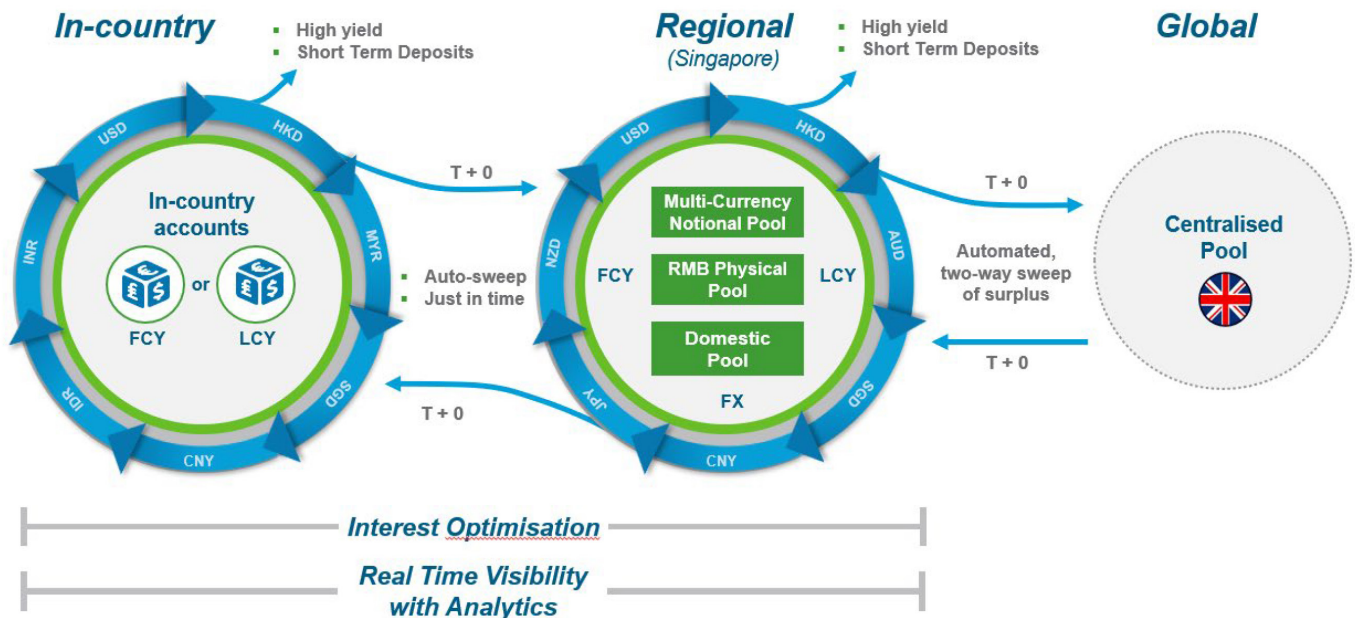 In-country
High yield
Short Term Deposits
Regional
(Singapore)
High yield
Short Term Deposits
Global
USD
HKD
MYR
SGD
CNY
IDR
INR
In-country
accounts
or
FCY
LCY
T + 0
Auto-sweep
Just in time
T + 0
USD
HKD
AUD
SGD
CNY
JPY
NZD
Multi-Currency
Notional Pool
FCY
RMB Physical
Pool
LCY
Domestic
Pool
FX
T + 0
Automated,
two-way sweep
of surplus
T + 0
Centralised
Pool
Interest Optimisation
Real Time Visibility
with Analytics